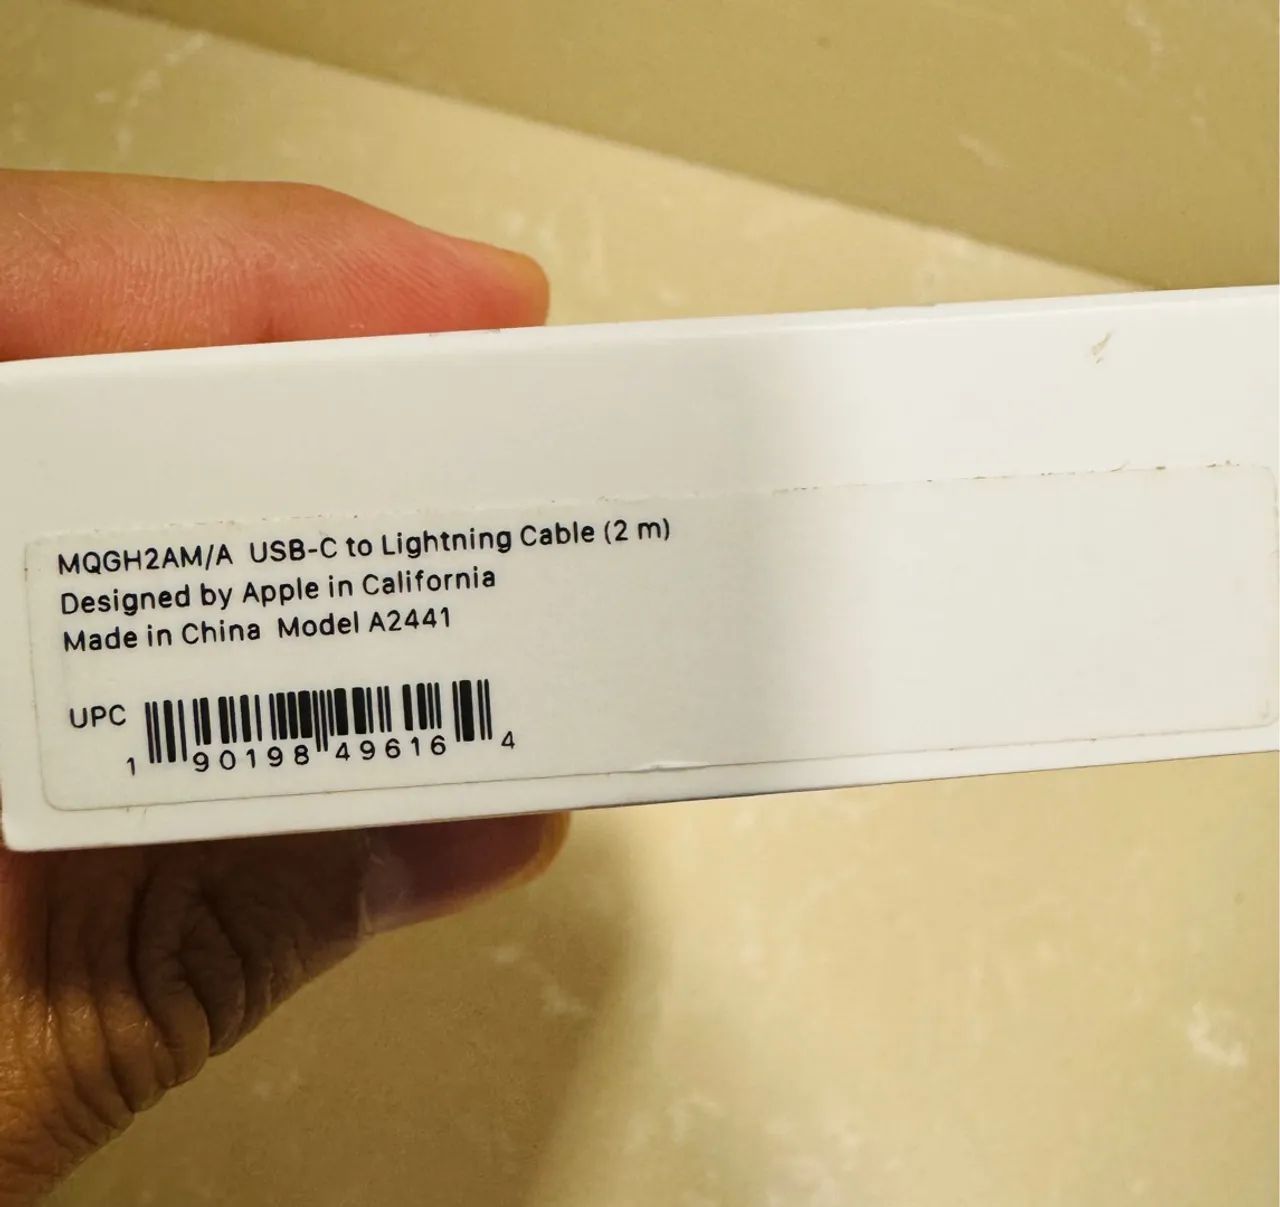 MQGH2AM/A USB-C to Lightning Cable (2 m)
Designed by Apple in California
Made in China Model A2441
UPC
1 90198 49616 4